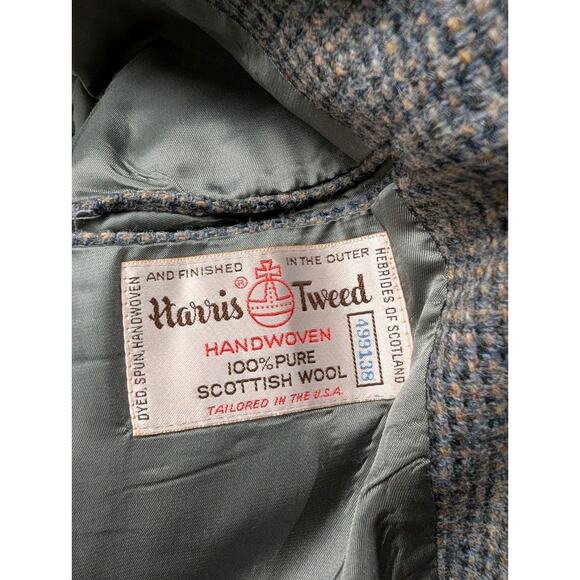 DYED, SPUN, HANDWOVEN
AND FINISHED IN THE OUTER
HEBRIDES OF SCOTLAND
Harris ® Tweed
HANDWOVEN
100% PURE
SCOTTISH WOOL
TAILORED IN THE U.S.A.
499138